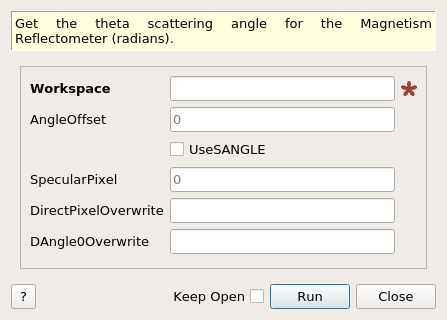 Get the theta scattering angle for the Magnetism
Reflectometer (radians).
Workspace
*
AngleOffset 0
UseSANGLE
SpecularPixel 0
DirectPixelOverwrite
DAngle0Overwrite
? Keep Open Run Close